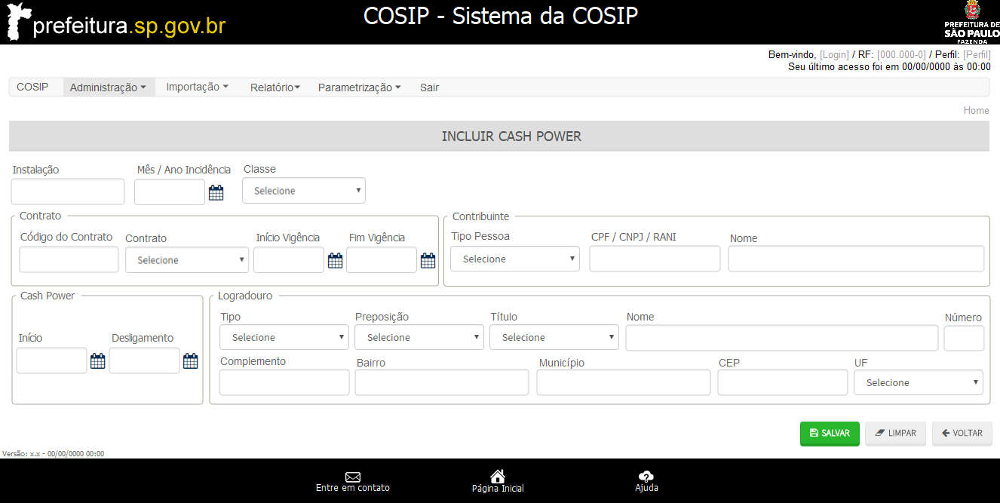 prefeitura.sp.gov.br
COSIP - Sistema da COSIP
PREFEITURA DE
SÃO PAULO
FAZENDA
Bem-vindo, [Login] / RF: [000.000-0] / Perfil: [Perfil]
Seu último acesso foi em 00/00/0000 às 00:00
COSIP Administração Importação Relatório Parametrização Sair
Home
INCLUIR CASH POWER
Instalação Mês / Ano Incidência Classe
Selecione
Contrato
Código do Contrato Contrato Início Vigência Fim Vigência
Selecione
Contribuinte
Tipo Pessoa CPF / CNPJ / RANI Nome
Selecione
Cash Power
Início Desligamento
Logradouro
Tipo Preposição Título Nome Número
Selecione Selecione Selecione
Complemento Bairro Município CEP UF
Selecione
SALVAR LIMPAR VOLTAR
Versão: x.x - 00/00/0000 00:00
Entre em contato Página Inicial Ajuda